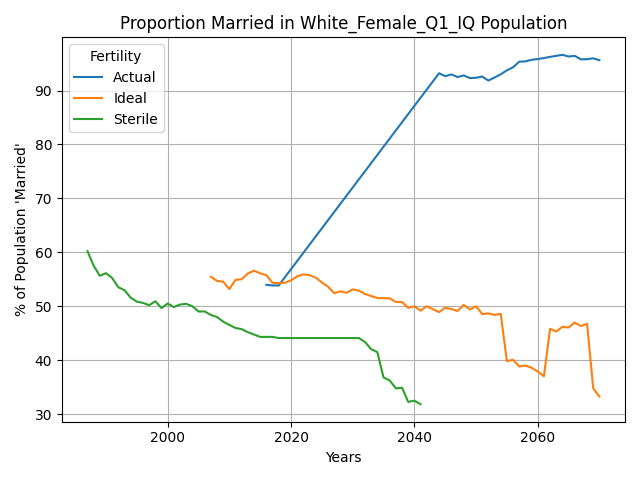 Proportion Married in White_Female_Q1_IQ Population
Fertility
Actual
Ideal
Sterile
% of Population 'Married'
90
80
70
60
50
40
30
2000
2020
2040
2060
Years